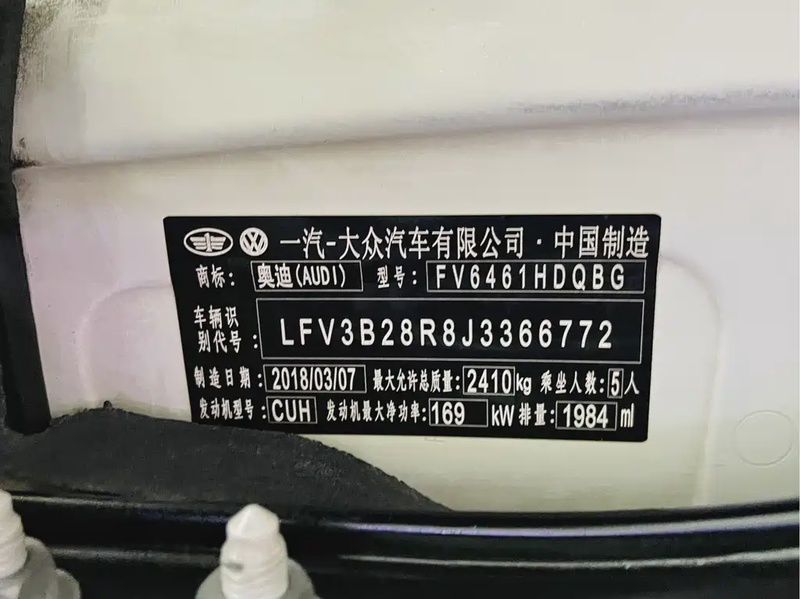 一汽-大众汽车有限公司·中国制造
商标: 奥迪(AUDI) 型号: FV6461HDQBG
车辆识
别代号: LFV3B28R8J3366772
制造日期: 2018/03/07 最大允许总质量: 2410kg 乘坐人数: 5人
发动机型号: CUH 发动机最大净功率: 169 kW 排量: 1984 ml